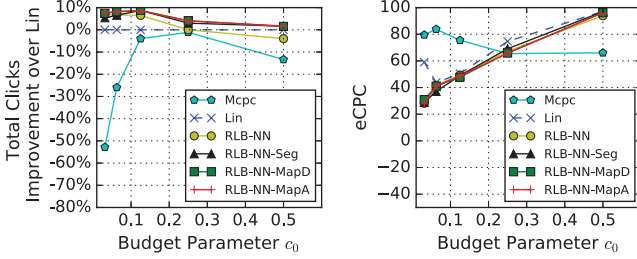 Total Clicks
Improvement over Lin
10%
0%
-10%
-20%
-30%
-40%
-50%
-60%
-70%
-80%
0.1 0.2 0.3 0.4 0.5
Budget Parameter c₀
Mcpc
Lin
RLB-NN
RLB-NN-Seg
RLB-NN-MapD
RLB-NN-MapA
eCPC
100
80
60
40
20
0
−20
−40
0.1 0.2 0.3 0.4 0.5
Budget Parameter c₀
Mcpc
Lin
RLB-NN
RLB-NN-Seg
RLB-NN-MapD
RLB-NN-MapA